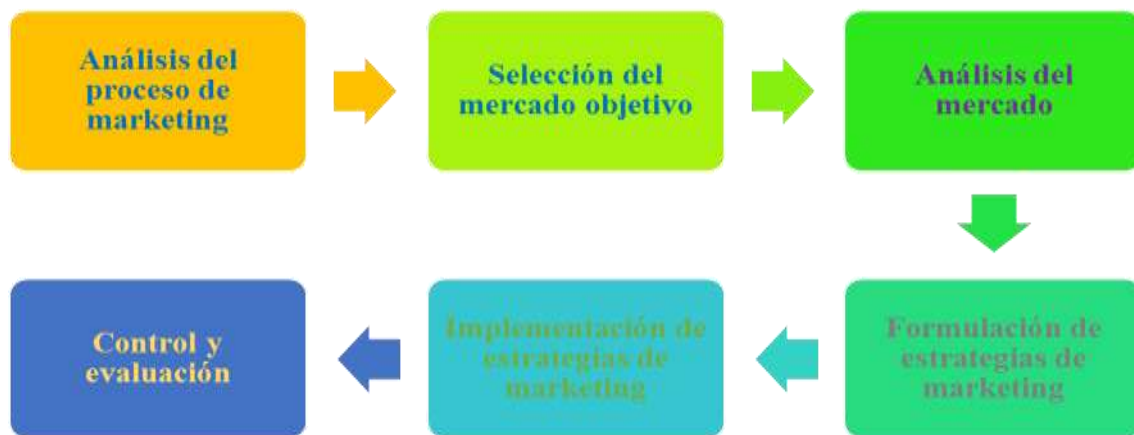 Análisis del
proceso de
marketing
Selección del
mercado objetivo
Análisis del
mercado
Formulación de
estrategias de
marketing
Implementación de
estrategias de
marketing
Control y
evaluación